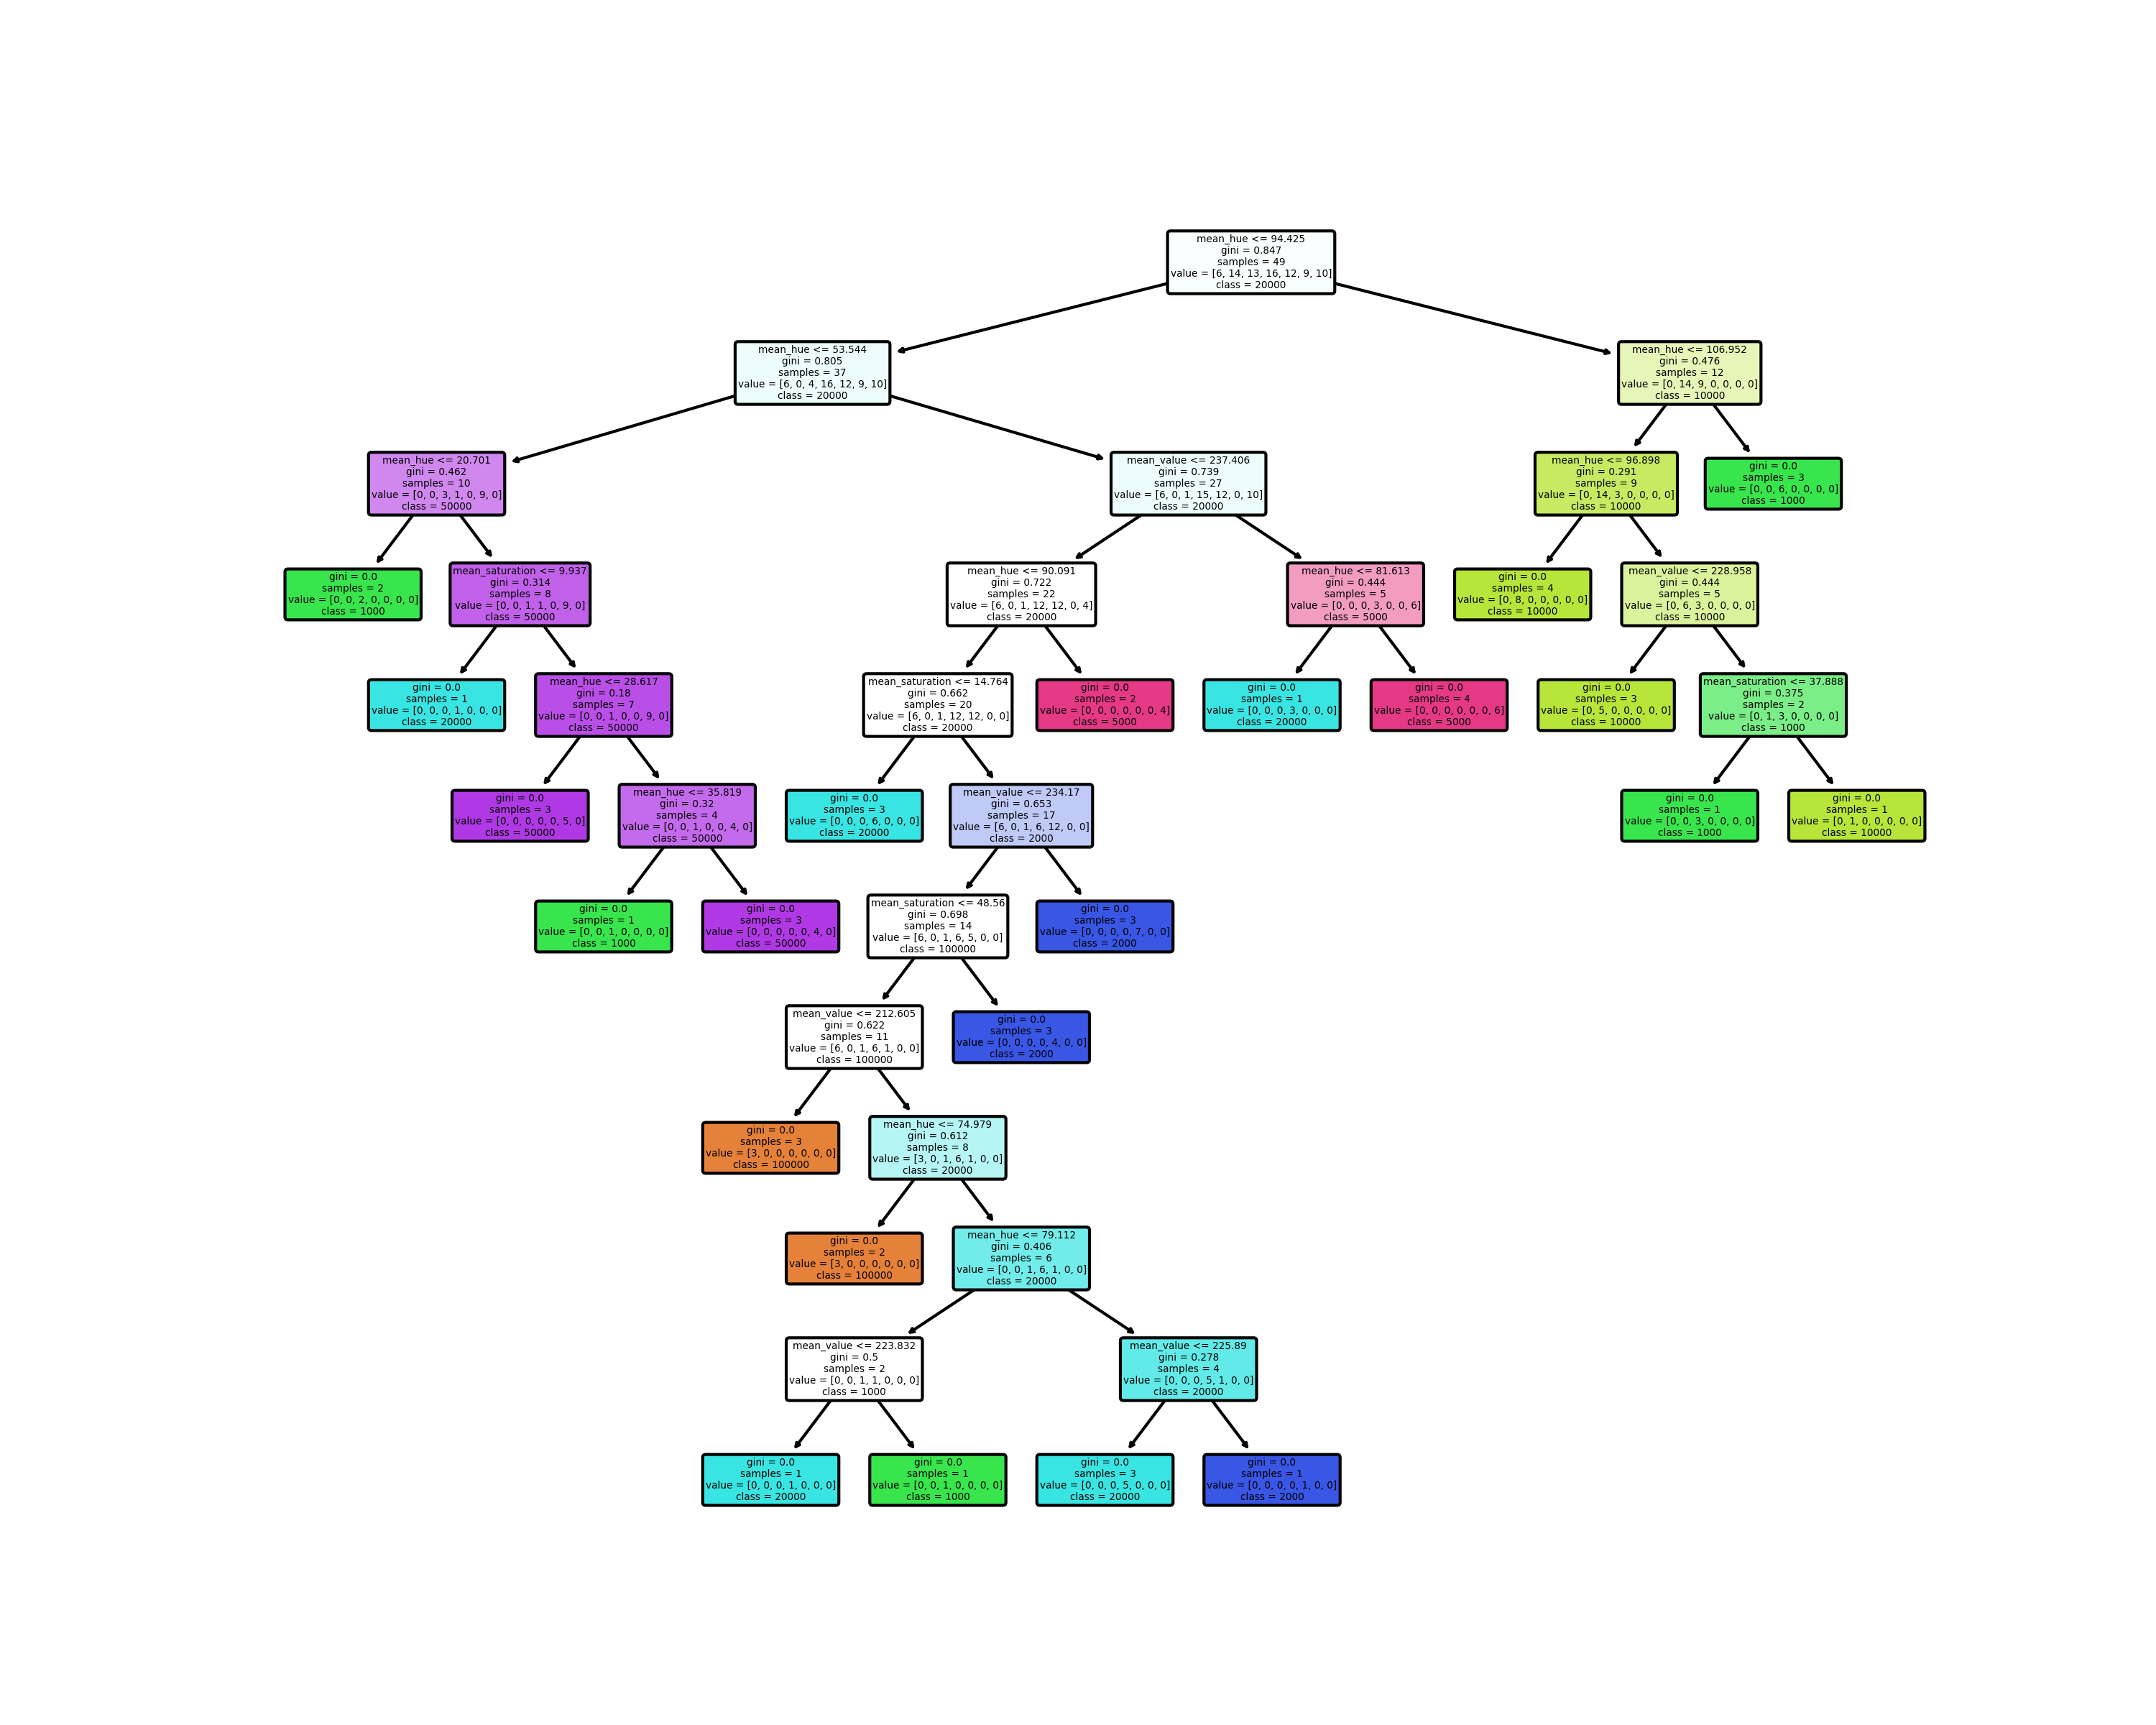 mean_hue <= 94.425
gini = 0.847
samples = 49
value = [6, 14, 13, 16, 12, 9, 10]
class = 20000
mean_hue <= 53.544
gini = 0.805
samples = 37
value = [6, 0, 4, 16, 12, 9, 10]
class = 20000
mean_hue <= 106.952
gini = 0.476
samples = 12
value = [0, 14, 9, 0, 0, 0, 0]
class = 10000
mean_hue <= 20.701
gini = 0.462
samples = 10
value = [0, 0, 3, 1, 0, 9, 0]
class = 50000
mean_value <= 237.406
gini = 0.739
samples = 27
value = [6, 0, 1, 15, 12, 0, 10]
class = 20000
mean_hue <= 96.898
gini = 0.291
samples = 9
value = [0, 14, 3, 0, 0, 0, 0]
class = 10000
gini = 0.0
samples = 3
value = [0, 0, 6, 0, 0, 0, 0]
class = 1000
gini = 0.0
samples = 2
value = [0, 0, 2, 0, 0, 0, 0]
class = 1000
mean_saturation <= 9.937
gini = 0.314
samples = 8
value = [0, 0, 1, 1, 0, 9, 0]
class = 50000
mean_hue <= 90.091
gini = 0.722
samples = 22
value = [6, 0, 1, 12, 12, 0, 4]
class = 20000
mean_hue <= 81.613
gini = 0.444
samples = 5
value = [0, 0, 0, 3, 0, 0, 6]
class = 5000
gini = 0.0
samples = 4
value = [0, 8, 0, 0, 0, 0, 0]
class = 10000
mean_value <= 228.958
gini = 0.444
samples = 5
value = [0, 6, 3, 0, 0, 0, 0]
class = 10000
gini = 0.0
samples = 1
value = [0, 0, 0, 1, 0, 0, 0]
class = 20000
mean_hue <= 28.617
gini = 0.18
samples = 7
value = [0, 0, 1, 0, 0, 9, 0]
class = 50000
mean_saturation <= 14.764
gini = 0.662
samples = 20
value = [6, 0, 1, 12, 12, 0, 0]
class = 20000
gini = 0.0
samples = 2
value = [0, 0, 0, 0, 0, 0, 4]
class = 5000
gini = 0.0
samples = 1
value = [0, 0, 0, 3, 0, 0, 0]
class = 20000
gini = 0.0
samples = 4
value = [0, 0, 0, 0, 0, 0, 6]
class = 5000
gini = 0.0
samples = 3
value = [0, 5, 0, 0, 0, 0, 0]
class = 10000
mean_saturation <= 37.888
gini = 0.375
samples = 2
value = [0, 1, 3, 0, 0, 0, 0]
class = 1000
gini = 0.0
samples = 3
value = [0, 0, 0, 0, 0, 5, 0]
class = 50000
mean_hue <= 35.819
gini = 0.32
samples = 4
value = [0, 0, 1, 0, 0, 4, 0]
class = 50000
gini = 0.0
samples = 3
value = [0, 0, 0, 6, 0, 0, 0]
class = 20000
mean_value <= 234.17
gini = 0.653
samples = 17
value = [6, 0, 1, 6, 12, 0, 0]
class = 2000
gini = 0.0
samples = 1
value = [0, 0, 3, 0, 0, 0, 0]
class = 1000
gini = 0.0
samples = 1
value = [0, 1, 0, 0, 0, 0, 0]
class = 10000
gini = 0.0
samples = 1
value = [0, 0, 1, 0, 0, 0, 0]
class = 1000
gini = 0.0
samples = 3
value = [0, 0, 0, 0, 0, 4, 0]
class = 50000
mean_saturation <= 48.56
gini = 0.698
samples = 14
value = [6, 0, 1, 6, 5, 0, 0]
class = 100000
gini = 0.0
samples = 3
value = [0, 0, 0, 0, 7, 0, 0]
class = 2000
mean_value <= 212.605
gini = 0.622
samples = 11
value = [6, 0, 1, 6, 1, 0, 0]
class = 100000
gini = 0.0
samples = 3
value = [0, 0, 0, 0, 4, 0, 0]
class = 2000
gini = 0.0
samples = 3
value = [3, 0, 0, 0, 0, 0, 0]
class = 100000
mean_hue <= 74.979
gini = 0.612
samples = 8
value = [3, 0, 1, 6, 1, 0, 0]
class = 20000
gini = 0.0
samples = 2
value = [3, 0, 0, 0, 0, 0, 0]
class = 100000
mean_hue <= 79.112
gini = 0.406
samples = 6
value = [0, 0, 1, 6, 1, 0, 0]
class = 20000
mean_value <= 223.832
gini = 0.5
samples = 2
value = [0, 0, 1, 1, 0, 0, 0]
class = 1000
mean_value <= 225.89
gini = 0.278
samples = 4
value = [0, 0, 0, 5, 1, 0, 0]
class = 20000
gini = 0.0
samples = 1
value = [0, 0, 0, 1, 0, 0, 0]
class = 20000
gini = 0.0
samples = 1
value = [0, 0, 1, 0, 0, 0, 0]
class = 1000
gini = 0.0
samples = 3
value = [0, 0, 0, 5, 0, 0, 0]
class = 20000
gini = 0.0
samples = 1
value = [0, 0, 0, 0, 1, 0, 0]
class = 2000